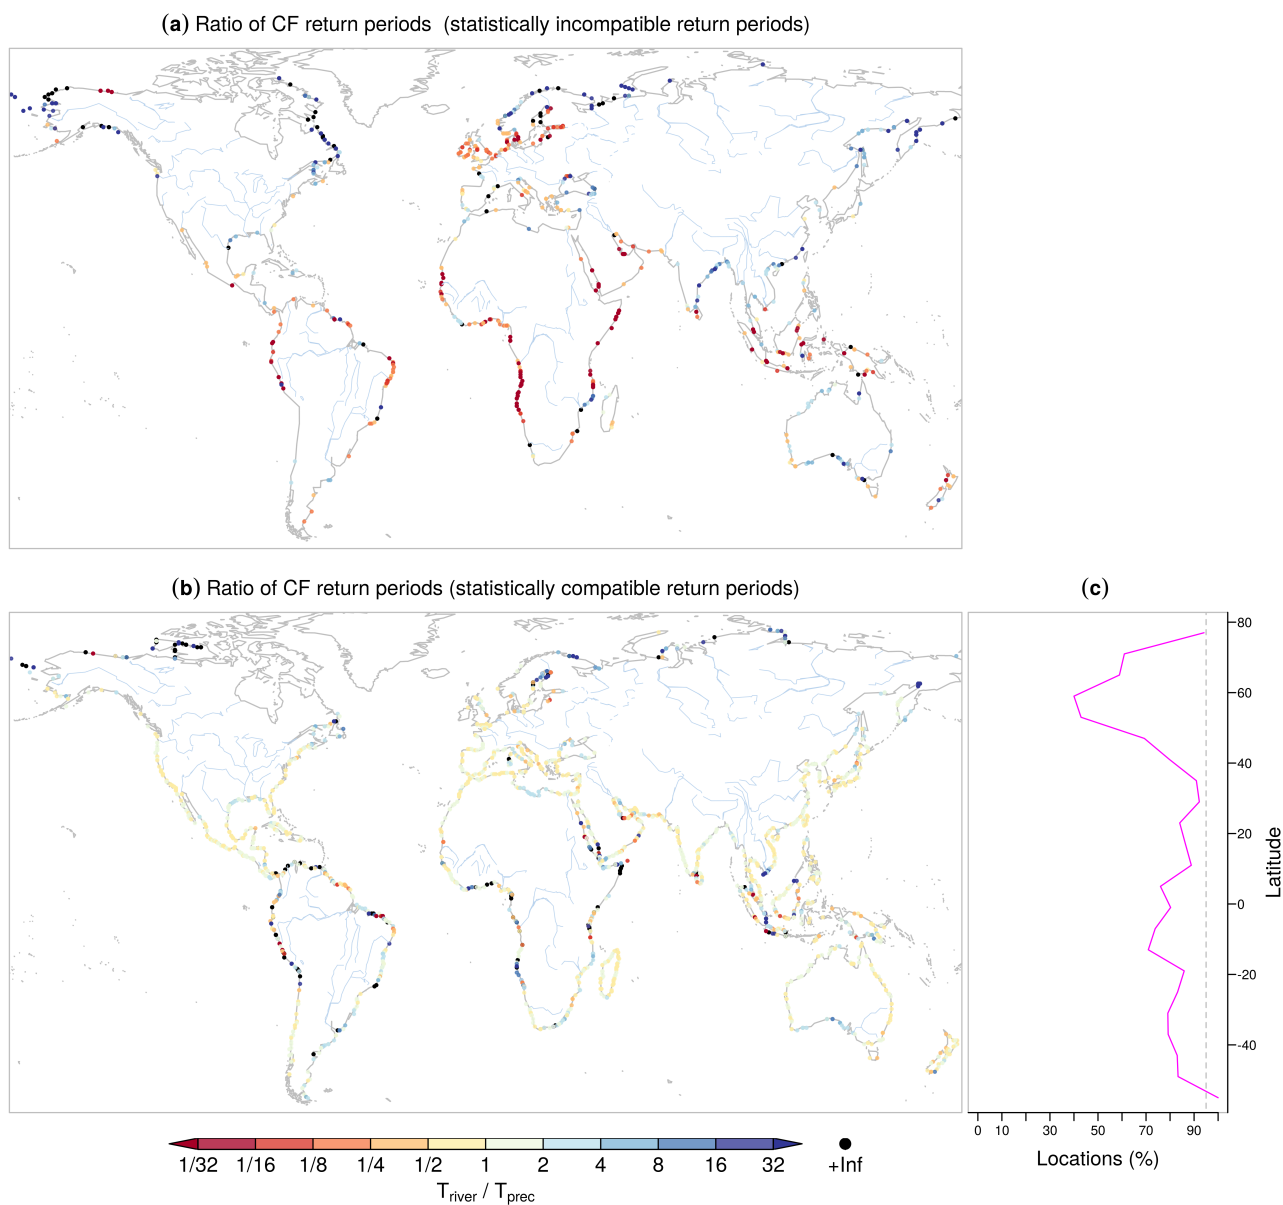 (a) Ratio of CF return periods (statistically incompatible return periods)
(b) Ratio of CF return periods (statistically compatible return periods)
(c)
80
60
40
20
0
-20
-40
Latitude
0 10 30 50 70 90
Locations (%)
1/32 1/16 1/8 1/4 1/2 1 2 4 8 16 32 +Inf
Triver / Tprec